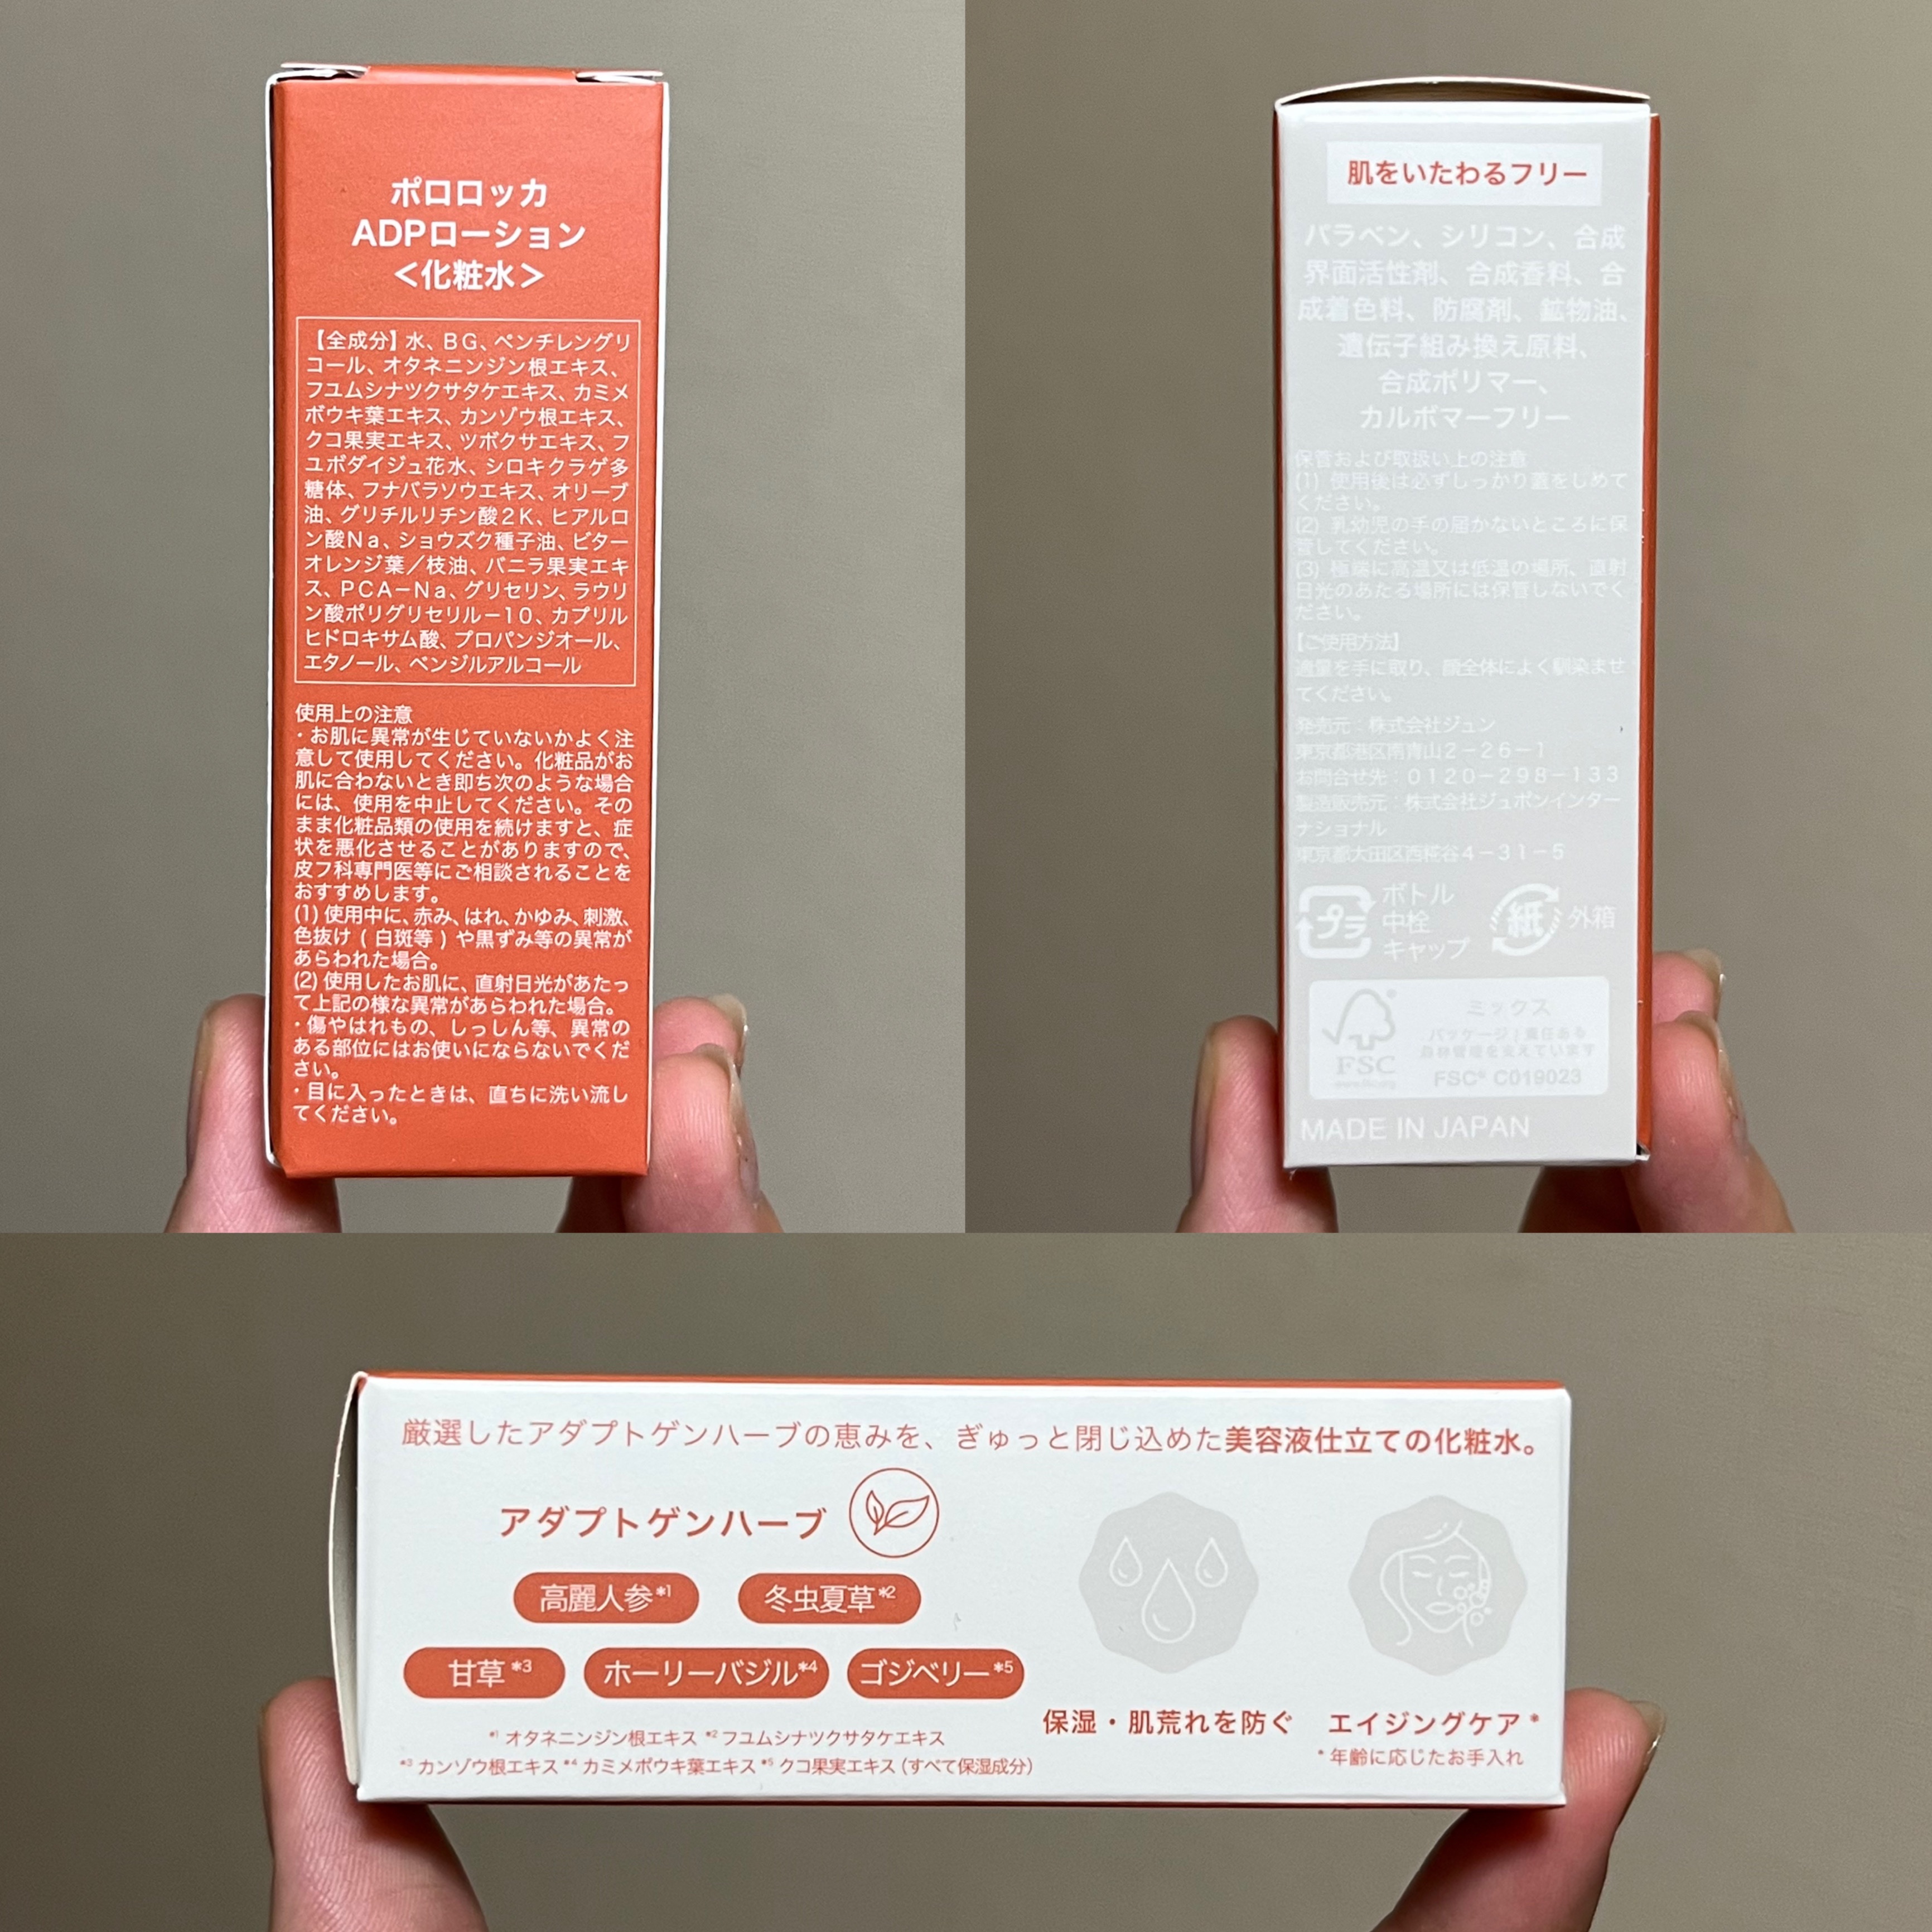 ポロロッカ
ADPローション
＜化粧水＞
【全成分】水、BG、ペンチレングリ
コール、オタネニンジン根エキス、
フユムシナツクサタケエキス、カミメ
ボウキ葉エキス、カンゾウ根エキス、
クコ果実エキス、ツボクサエキス、フ
ユボダイジュ花水、シロキクラゲ多
糖体、フナバラソウエキス、オリーブ
油、グリチルリチン酸2K、ヒアルロ
ン酸Na、ショウズク種子油、ビター
オレンジ葉／枝油、バニラ果実エキ
ス、PCA－Na、グリセリン、ラウリ
ン酸ポリグリセリル－10、カプリル
ヒドロキサム酸、プロパンジオール、
エタノール、ベンジルアルコール
使用上の注意
・お肌に異常が生じていないかよく注
意して使用してください。化粧品がお
肌に合わないとき即ち次のような場合
には、使用を中止してください。その
まま化粧品類の使用を続けますと、症
状を悪化させることがありますので、
皮フ科専門医等にご相談されることを
おすすめします。
(1) 使用中に、赤み、はれ、かゆみ、刺激、
色抜け ( 白斑等 ) や黒ずみ等の異常が
あらわれた場合。
(2) 使用したお肌に、直射日光があたっ
て上記の様な異常があらわれた場合。
・傷やはれもの、しっしん等、異常の
ある部位にはお使いにならないでくだ
さい。
・目に入ったときは、直ちに洗い流し
てください。
肌をいたわるフリー
パラベン、シリコン、合成
界面活性剤、合成香料、合
成着色料、防腐剤、鉱物油、
遺伝子組み換え原料、
合成ポリマー、
カルボマーフリー
保管および取扱い上の注意
(1) 使用後は必ずしっかり蓋をしめて
ください。
(2) 乳幼児の手の届かないところに保
管してください。
(3) 極端に高温又は低温の場所、直射
日光のあたる場所には保管しないでく
ださい。
【ご使用方法】
適量を手に取り、顔全体によく馴染ませ
てください。
発売元：株式会社ジュン
東京都港区南青山2－26－1
お問合せ先：0120－298－133
製造販売元：株式会社ジュポンインター
ナショナル
東京都大田区西糀谷4－31－5
プラ
ボトル
中栓
キャップ
紙
外箱
FSC
ミックス
パッケージ｜責任ある
森林管理を支えています
FSC® C019023
MADE IN JAPAN
厳選したアダプトゲンハーブの恵みを、ぎゅっと閉じ込めた美容液仕立ての化粧水。
アダプトゲンハーブ
高麗人参*1
冬虫夏草*2
甘草*3
ホーリーバジル*4
ゴジベリー*5
*1 オタネニンジン根エキス *2 フユムシナツクサタケエキス
*3 カンゾウ根エキス *4 カミメボウキ葉エキス *5 クコ果実エキス (すべて保湿成分)
保湿・肌荒れを防ぐ
エイジングケア*
* 年齢に応じたお手入れ